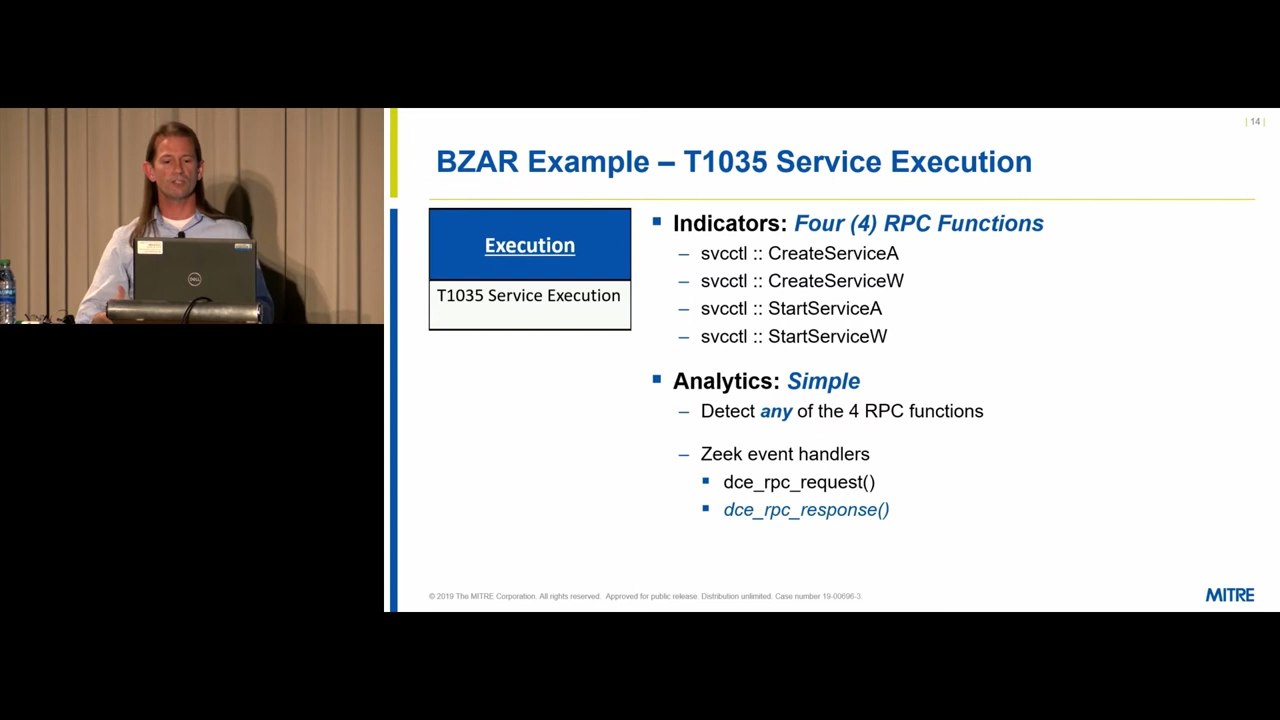 | 14 |
BZAR Example – T1035 Service Execution
Execution
T1035 Service Execution
▪ Indicators: Four (4) RPC Functions
– svcctl :: CreateServiceA
– svcctl :: CreateServiceW
– svcctl :: StartServiceA
– svcctl :: StartServiceW
▪ Analytics: Simple
– Detect any of the 4 RPC functions
– Zeek event handlers
▪ dce_rpc_request()
▪ dce_rpc_response()
© 2019 The MITRE Corporation. All rights reserved. Approved for public release. Distribution unlimited. Case number 19-00696-3.
MITRE
DELL